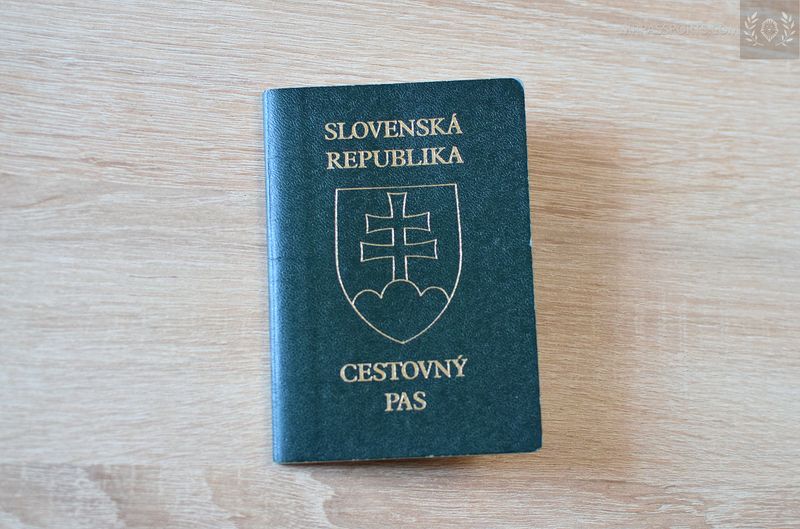 SLOVENSKÁ
REPUBLIKA
CESTOVNÝ
PAS